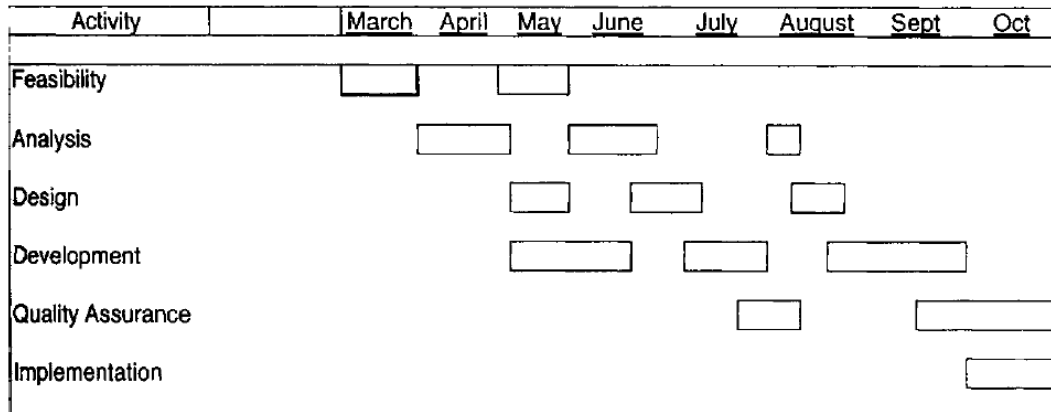 Activity March April May June July August Sept Oct
Feasibility
Analysis
Design
Development
Quality Assurance
Implementation